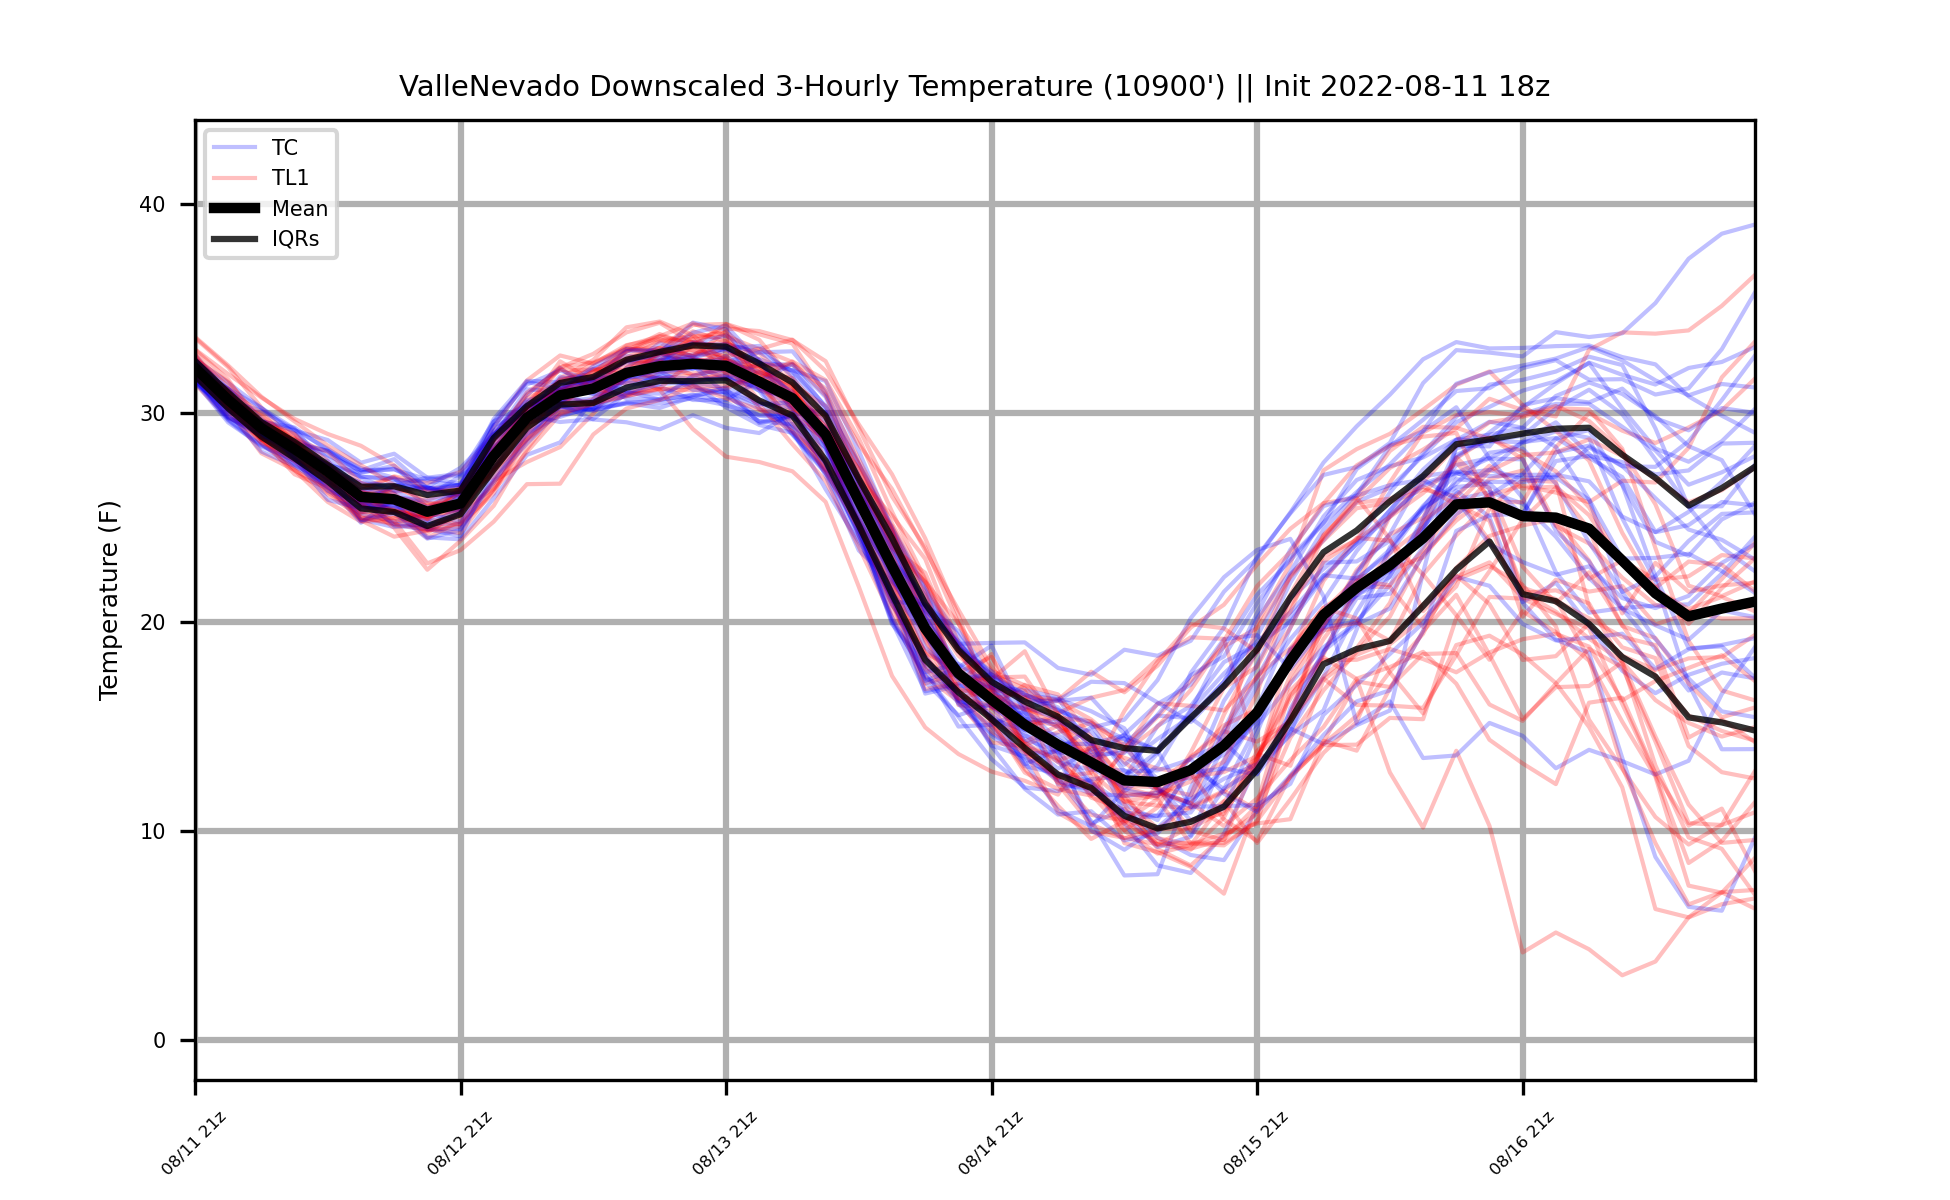 ValleNevado Downscaled 3-Hourly Temperature (10900') || Init 2022-08-11 18z
TC
TL1
Mean
IQRs
Temperature (F)
40
30
20
10
0
08/11 21z
08/12 21z
08/13 21z
08/14 21z
08/15 21z
08/16 21z